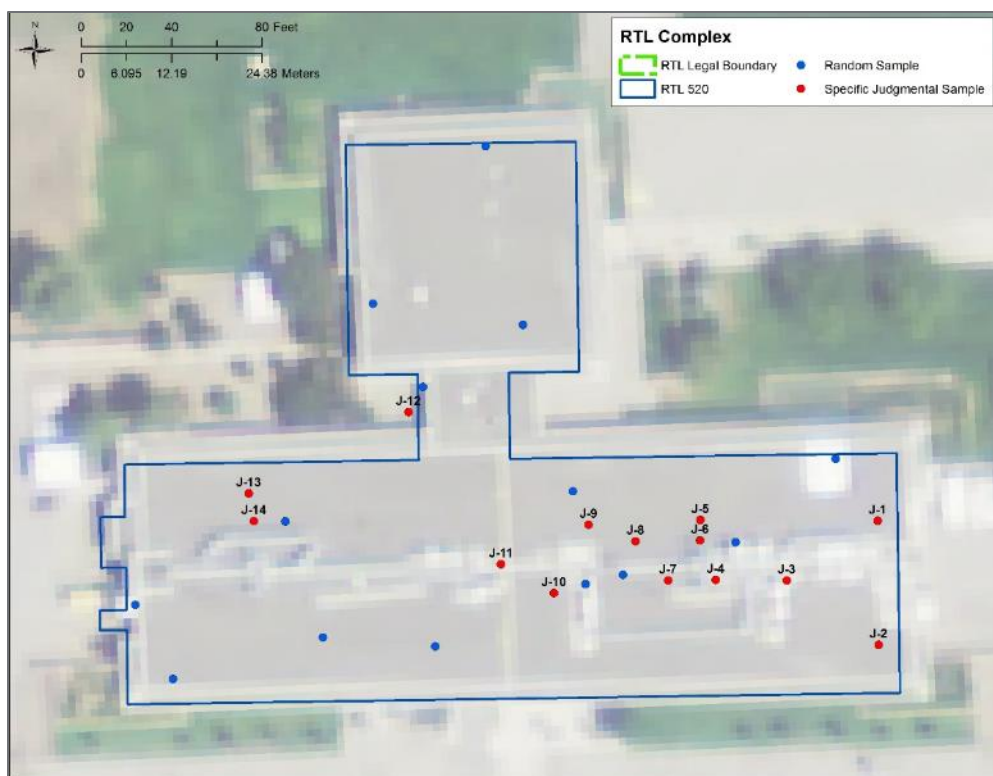 N
0 20 40 80 Feet
0 6.095 12.19 24.38 Meters
RTL Complex
RTL Legal Boundary
Random Sample
RTL 520
Specific Judgmental Sample
J-12
J-13
J-14
J-9
J-5
J-1
J-8
J-6
J-11
J-10
J-7
J-4
J-3
J-2